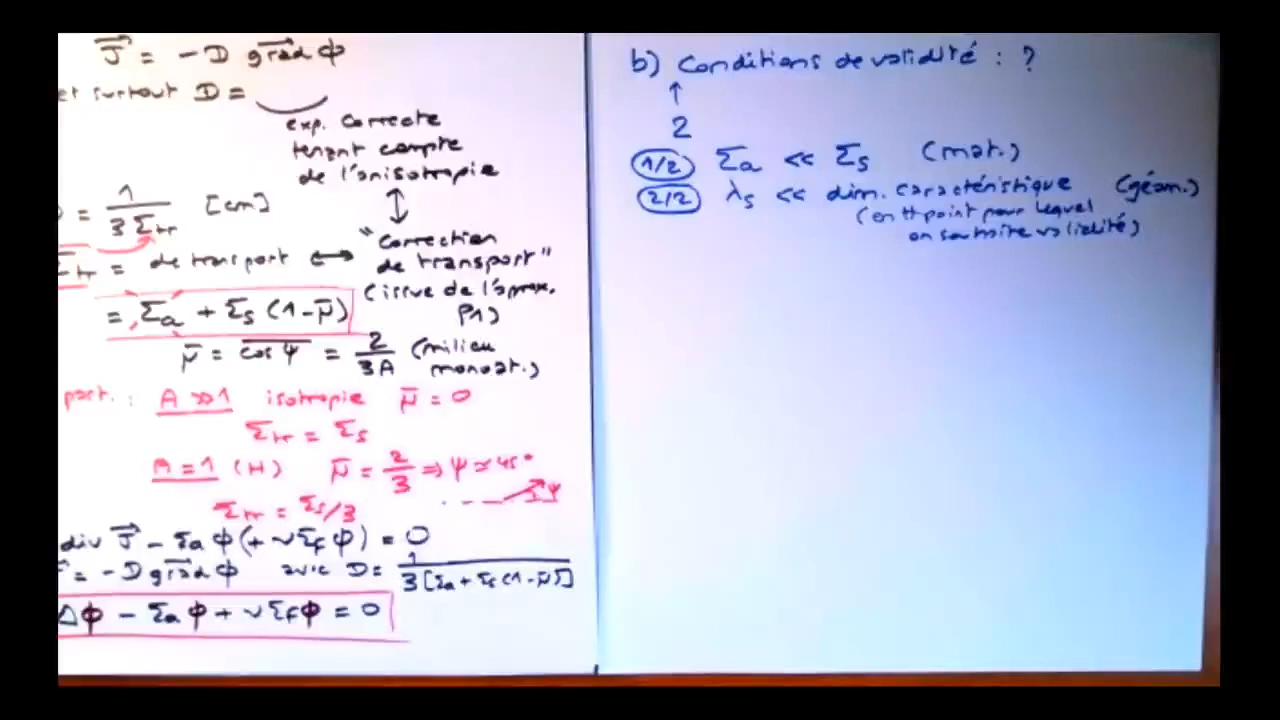 J = - D grad ϕ
et surtout D =
exp. correcte
tenant compte
de l'anisotropie
= 1 / 3 Σtr [cm]
Σtr = de transport ↔ "correction
de transport"
(issue de l'approx.
P1)
= Σa + Σs (1-μ̄)
μ̄ = cos ψ = 2/3A (milieu
monoat.)
part. : A ≫ 1 isotropie μ̄ = 0
Σtr = Σs
A = 1 (H) μ̄ = 2/3 ⇒ ψ ≈ 45°
Σtr = Σs/3
ψ
div J - Σa ϕ (+ νΣf ϕ) = 0
= - D grad ϕ avec D = 1 / 3[Σa + Σs (1-μ̄)]
Δϕ - Σa ϕ + νΣf ϕ = 0
b) Conditions de validité : ?
↑
2
1/2 Σa << Σs (mat.)
2/2 λs << dim. caractéristique (géom.)
(en tt point pour lequel
on souhaite validité)